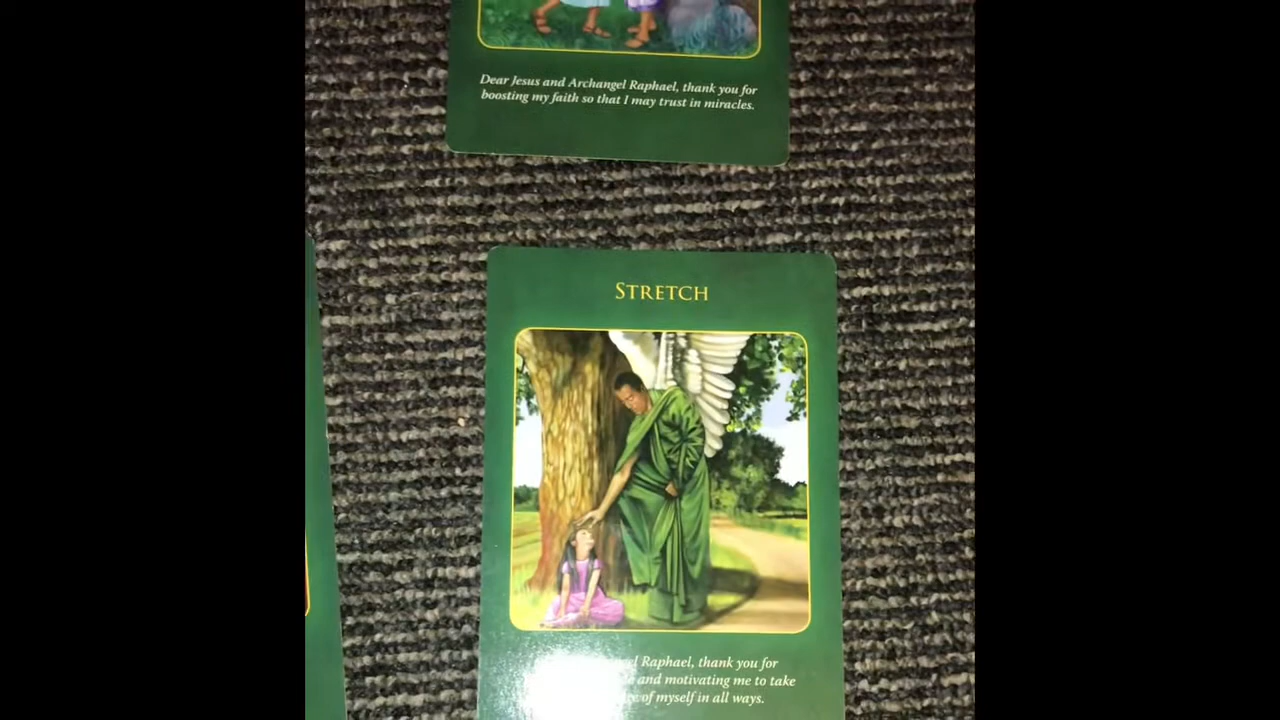 Dear Jesus and Archangel Raphael, thank you for
boosting my faith so that I may trust in miracles.
STRETCH
Raphael, thank you for
and motivating me to take
of myself in all ways.